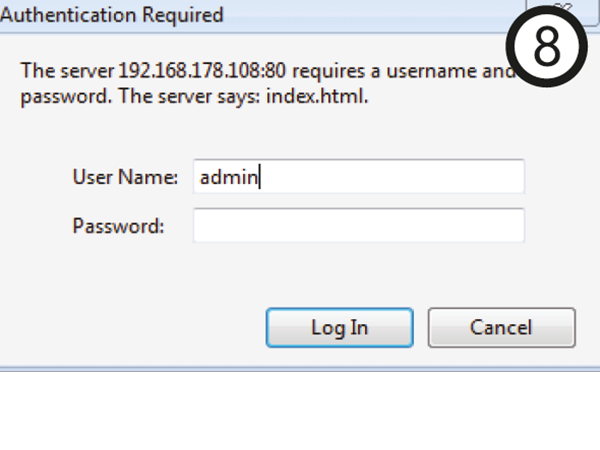 Authentication Required
8
The server 192.168.178.108:80 requires a username and
password. The server says: index.html.
User Name: admin
Password:
Log In Cancel